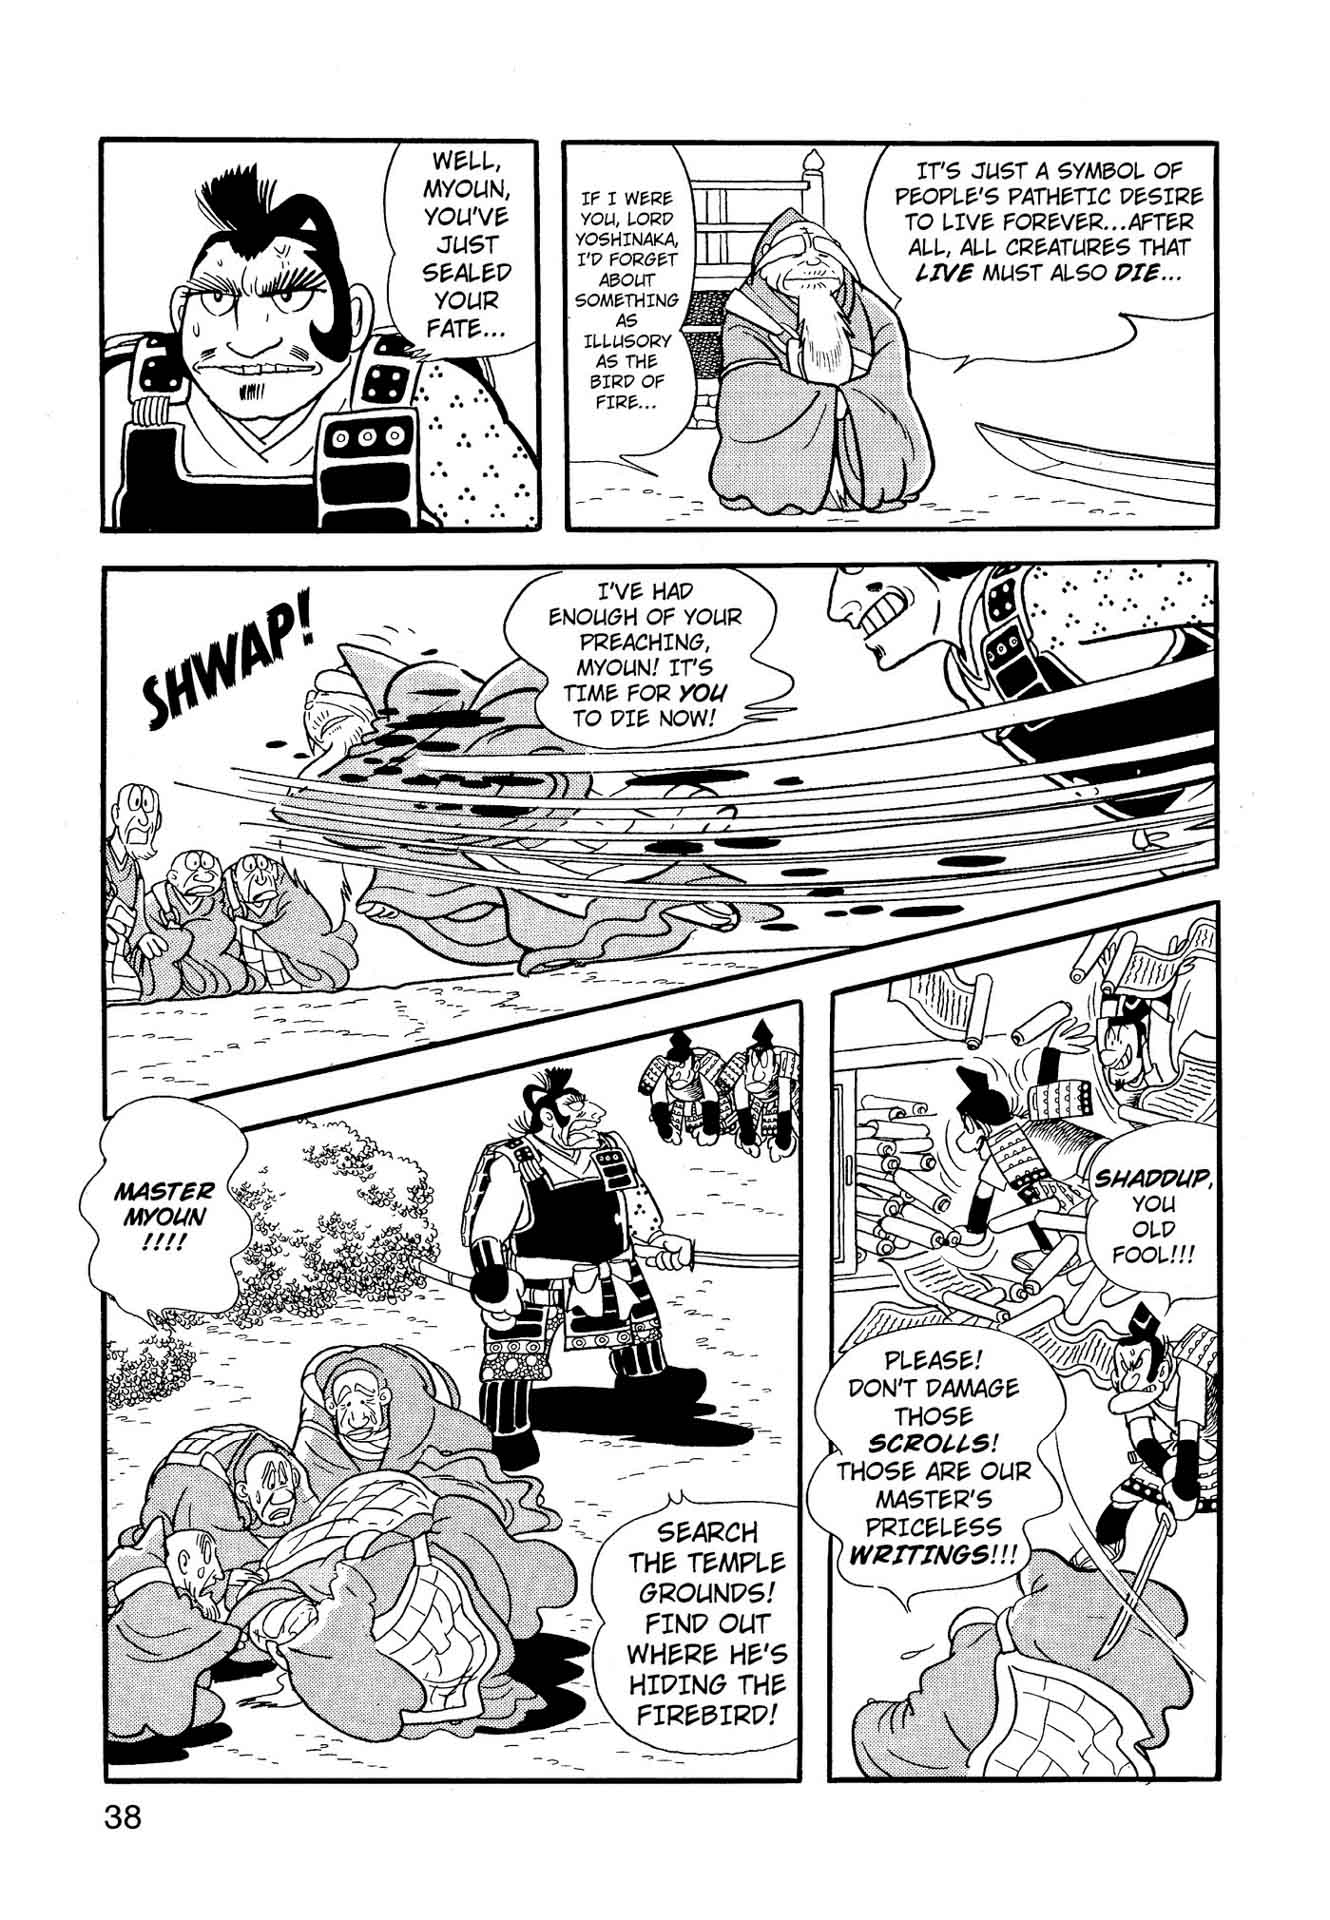 WELL,
MYOUN,
YOU'VE
JUST
SEALED
YOUR
FATE...
IF I WERE
YOU, LORD
YOSHINAKA,
I'D FORGET
ABOUT
SOMETHING
AS
ILLUSORY
AS THE
BIRD OF
FIRE...
IT'S JUST A SYMBOL OF
PEOPLE'S PATHETIC DESIRE
TO LIVE FOREVER...AFTER
ALL, ALL CREATURES THAT
LIVE MUST ALSO DIE...
SHWAP!
I'VE HAD
ENOUGH OF YOUR
PREACHING,
MYOUN! IT'S
TIME FOR YOU
TO DIE NOW!
MASTER
MYOUN
!!!!
SEARCH
THE TEMPLE
GROUNDS!
FIND OUT
WHERE HE'S
HIDING THE
FIREBIRD!
SHADDUP,
YOU
OLD
FOOL!!!
PLEASE!
DON'T DAMAGE
THOSE
SCROLLS!
THOSE ARE OUR
MASTER'S
PRICELESS
WRITINGS!!!
38